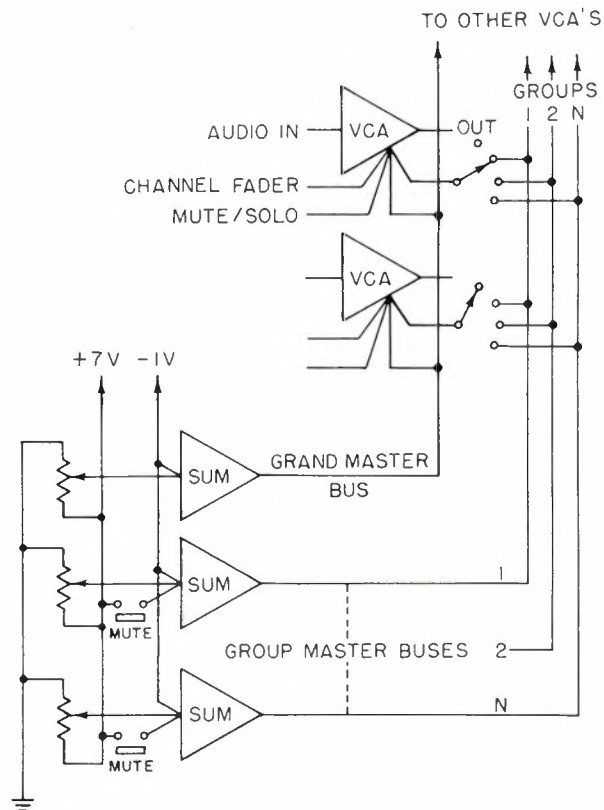 TO OTHER VCA'S
GROUPS
1 2 N
AUDIO IN
VCA
OUT
CHANNEL FADER
MUTE/SOLO
VCA
+7V
-1V
SUM
GRAND MASTER
BUS
SUM
1
MUTE
GROUP MASTER BUSES
2
SUM
N
MUTE